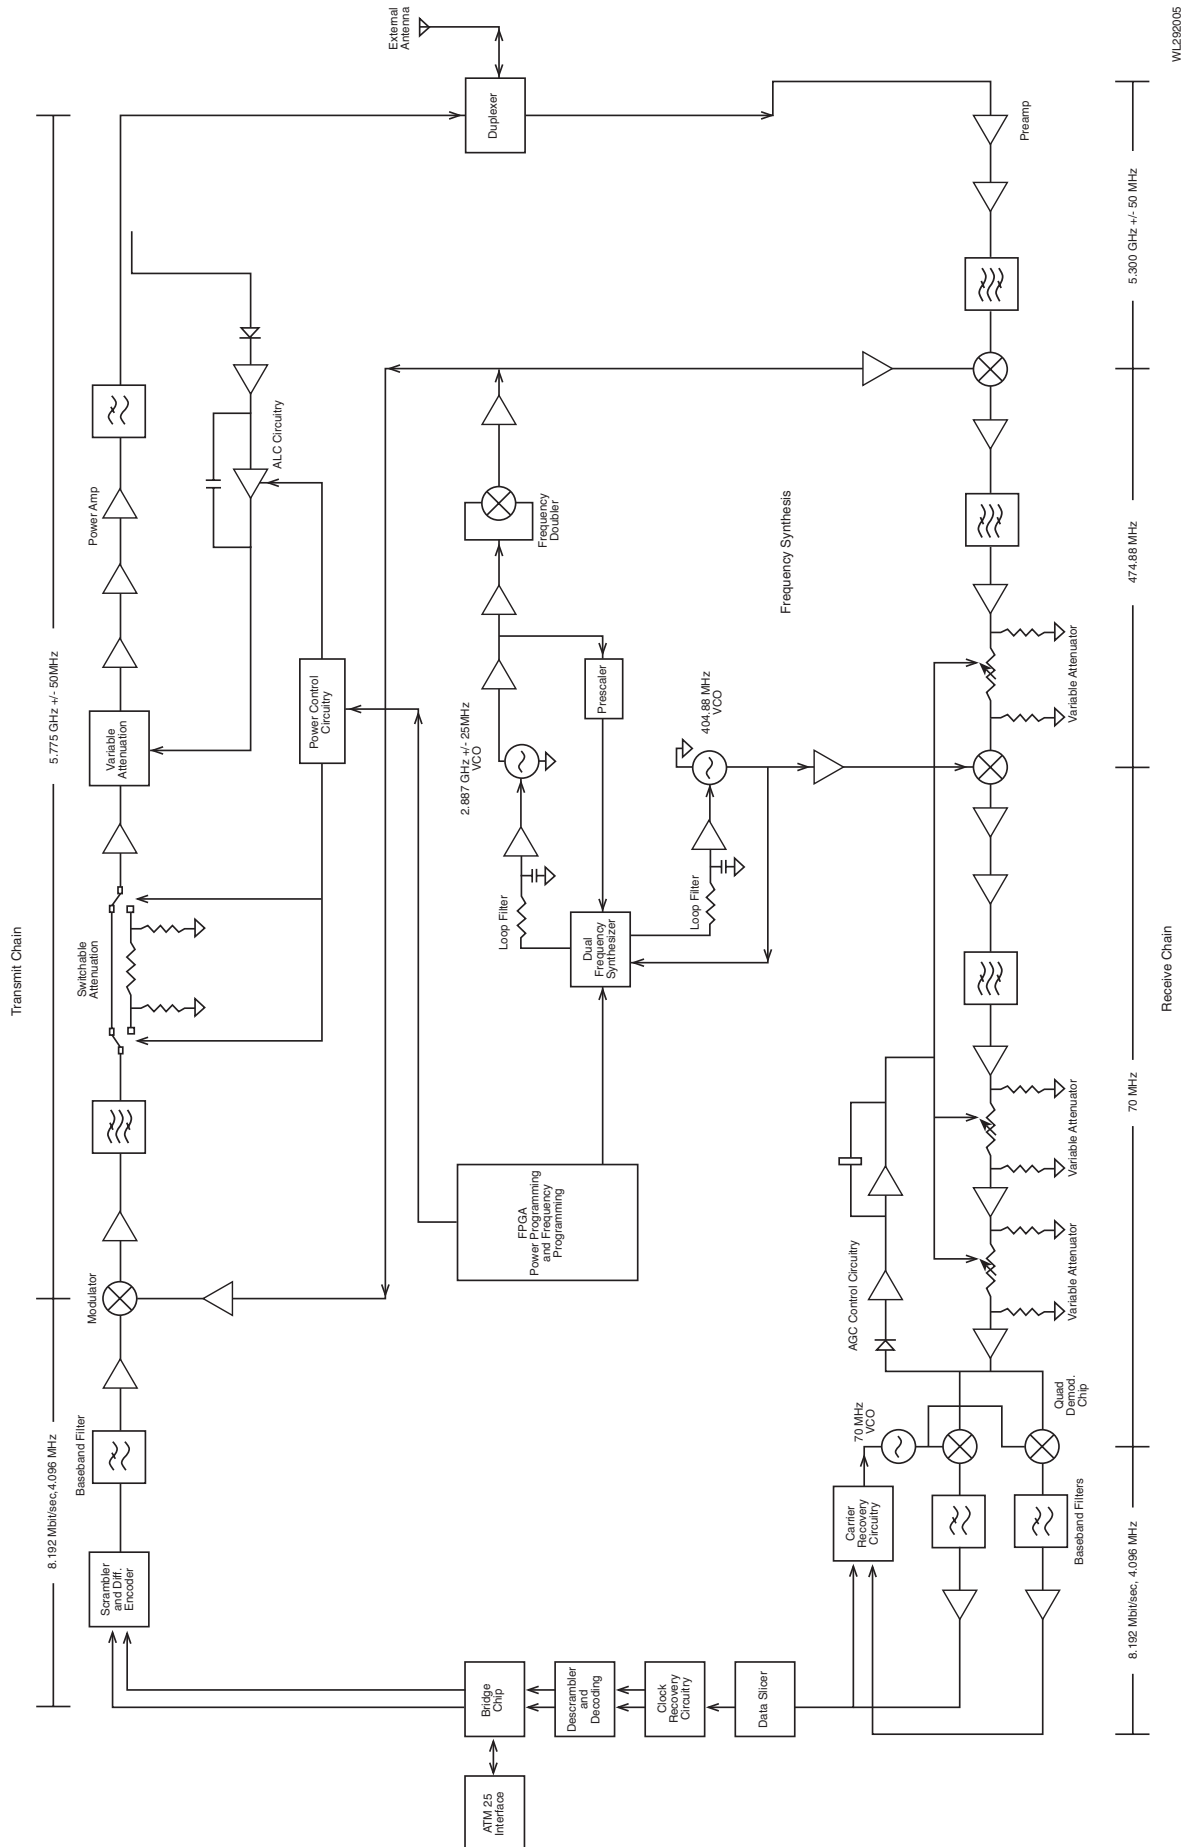 Transmit Chain
8.192 Mbit/sec,4.096 MHz
5.775 GHz +/- 50MHz
Scrambler
and Diff.
Encoder
Baseband Filter
Modulator
Switchable
Attenuation
Variable
Attenuation
Power Amp
ALC Circuitry
Power Control
Circuitry
External
Antenna
Duplexer
ATM 25
Interface
Bridge
Chip
Descrambler
and
Decoding
Clock
Recovery
Circuitry
Data Slicer
FPGA
Power Programming
and Frequency
Programming
Dual
Frequency
Synthesizer
Loop Filter
2.887 GHz +/- 25MHz
VCO
Prescaler
Frequency
Doubler
Loop Filter
404.88 MHz
VCO
Frequency Synthesis
Carrier
Recovery
Circuitry
70 MHz
VCO
AGC Control Circuitry
Quad
Demod.
Chip
Baseband Filters
Variable Attenuator
Variable Attenuator
Variable Attenuator
Preamp
8.192 Mbit/sec, 4.096 MHz
70 MHz
474.88 MHz
5.300 GHz +/- 50 MHz
Receive Chain
WL292005